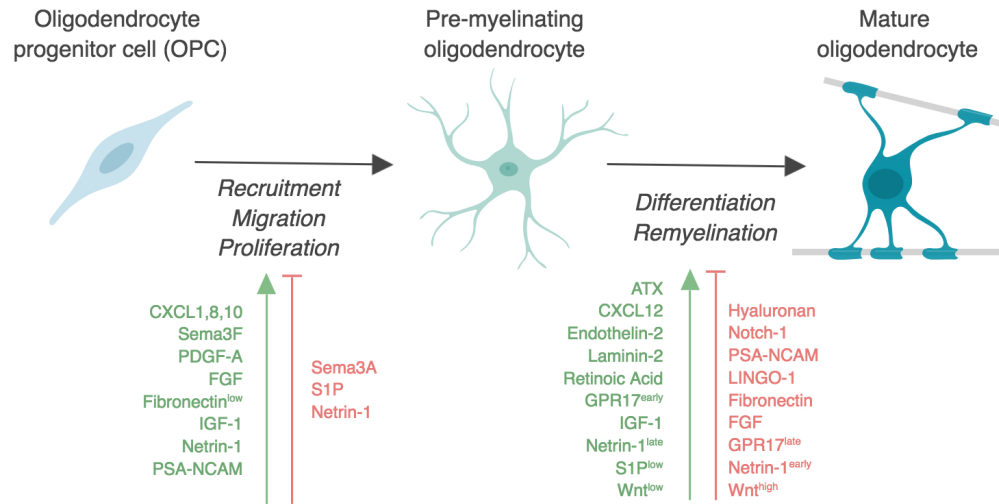 Oligodendrocyte
progenitor cell (OPC)
Pre-myelinating
oligodendrocyte
Mature
oligodendrocyte
Recruitment
Migration
Proliferation
Differentiation
Remyelination
CXCL1,8,10
Sema3F
PDGF-A
FGF
Fibronectinlow
IGF-1
Netrin-1
PSA-NCAM
Sema3A
S1P
Netrin-1
ATX
CXCL12
Endothelin-2
Laminin-2
Retinoic Acid
GPR17early
IGF-1
Netrin-1late
S1Plow
Wntlow
Hyaluronan
Notch-1
PSA-NCAM
LINGO-1
Fibronectin
FGF
GPR17late
Netrin-1early
Wnthigh